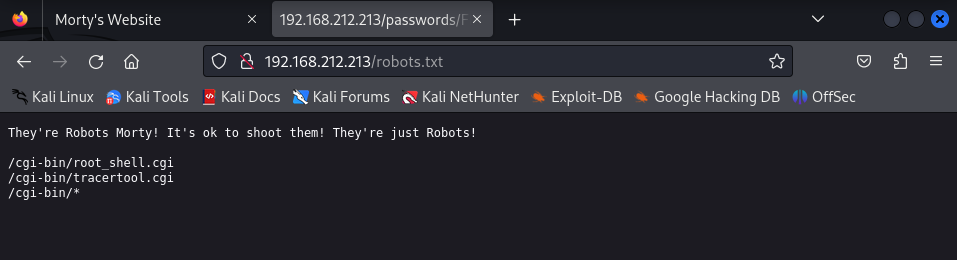 Morty's Website
192.168.212.213/passwords/F
192.168.212.213/robots.txt
Kali Linux Kali Tools Kali Docs Kali Forums Kali NetHunter Exploit-DB Google Hacking DB OffSec
They're Robots Morty! It's ok to shoot them! They're just Robots!
/cgi-bin/root_shell.cgi
/cgi-bin/tracertool.cgi
/cgi-bin/*